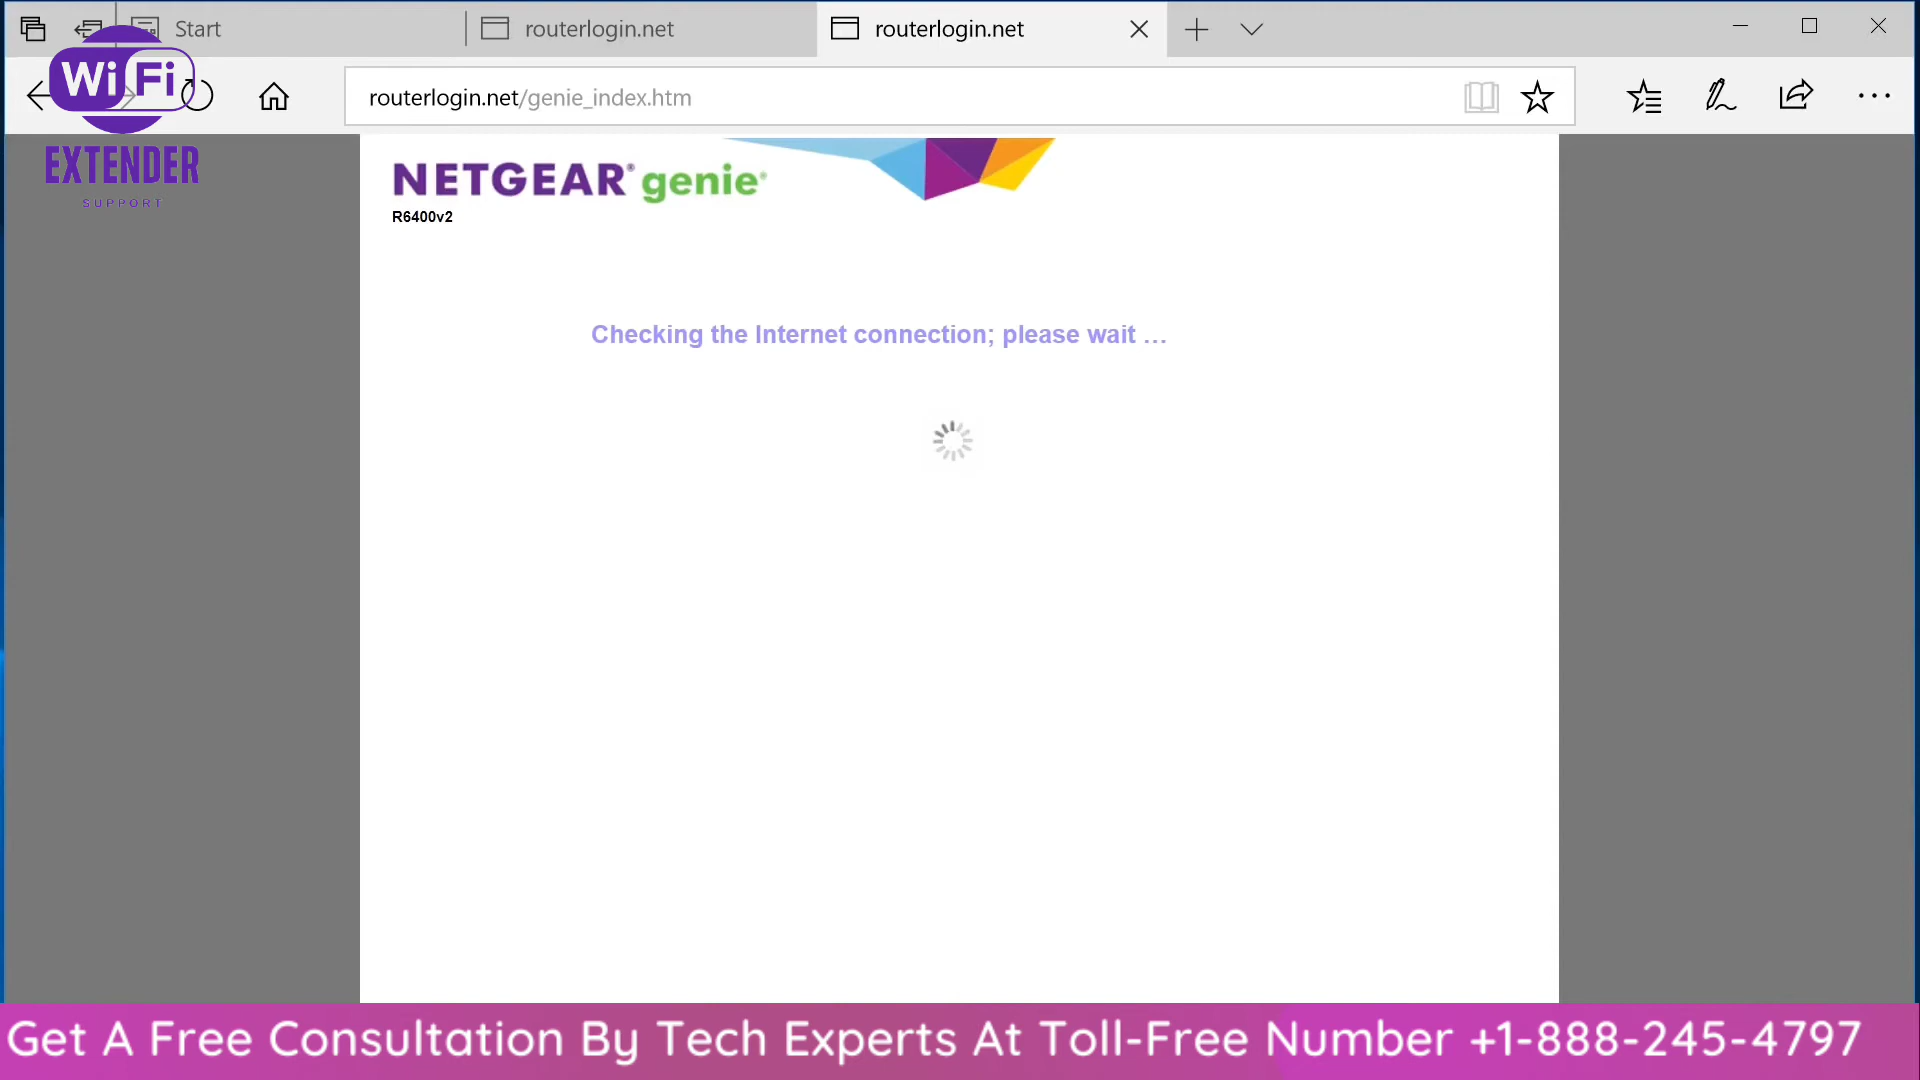 Start
routerlogin.net
routerlogin.net
WiFi
EXTENDER
SUPPORT
routerlogin.net/genie_index.htm
NETGEAR® genie®
R6400v2
Checking the Internet connection; please wait …
Get A Free Consultation By Tech Experts At Toll-Free Number +1-888-245-4797